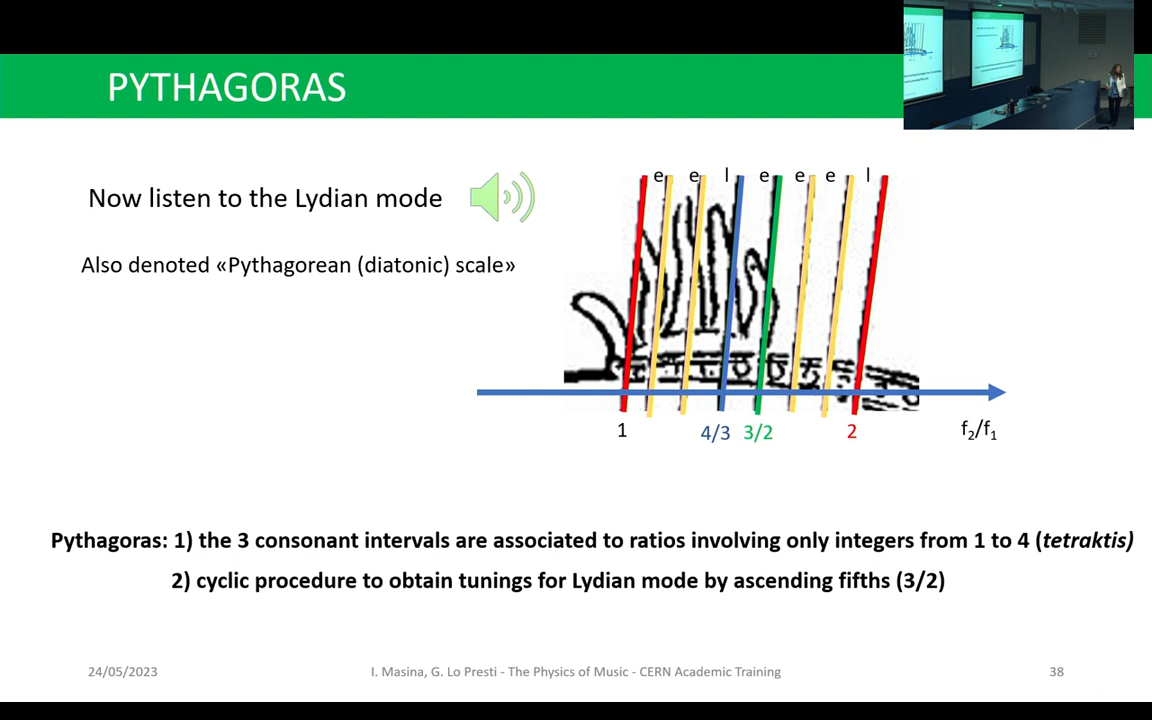 PYTHAGORAS
Now listen to the Lydian mode
Also denoted «Pythagorean (diatonic) scale»
e e l e e e l
1 4/3 3/2 2 f₂/f₁
Pythagoras: 1) the 3 consonant intervals are associated to ratios involving only integers from 1 to 4 (tetraktis)
2) cyclic procedure to obtain tunings for Lydian mode by ascending fifths (3/2)
24/05/2023 I. Masina, G. Lo Presti - The Physics of Music - CERN Academic Training 38